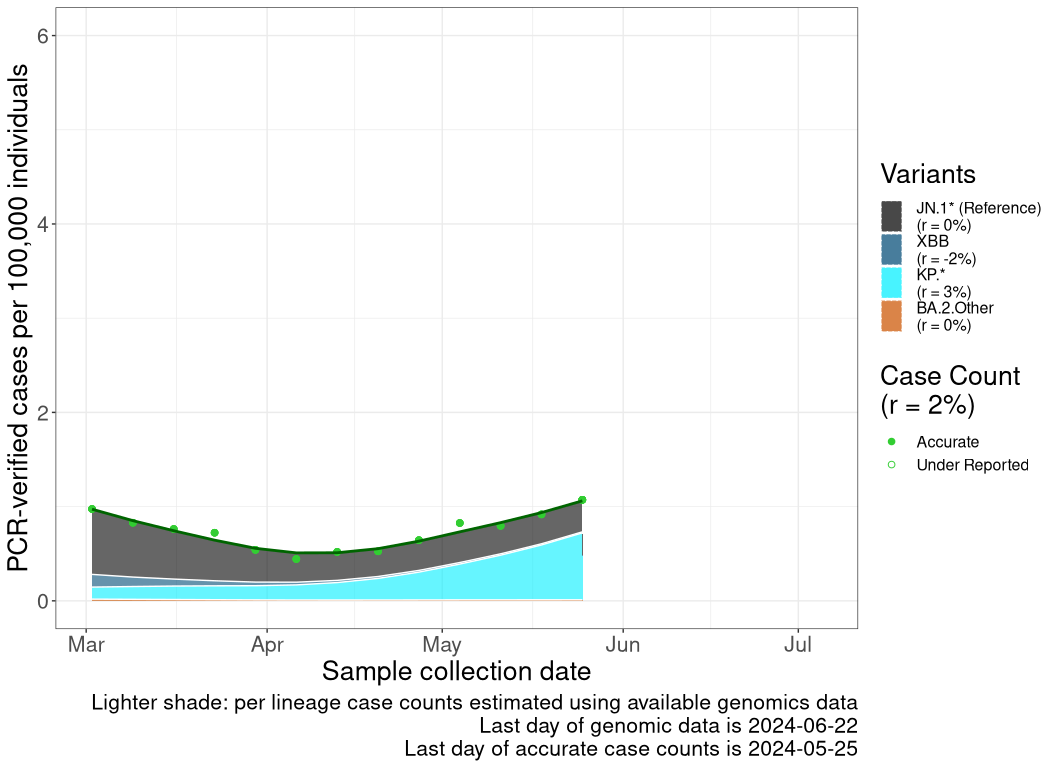 PCR-verified cases per 100,000 individuals
6
4
2
0
Mar Apr May Jun Jul
Sample collection date
Lighter shade: per lineage case counts estimated using available genomics data
Last day of genomic data is 2024-06-22
Last day of accurate case counts is 2024-05-25
Variants
JN.1* (Reference)
(r = 0%)
XBB
(r = -2%)
KP.*
(r = 3%)
BA.2.Other
(r = 0%)
Case Count
(r = 2%)
Accurate
Under Reported